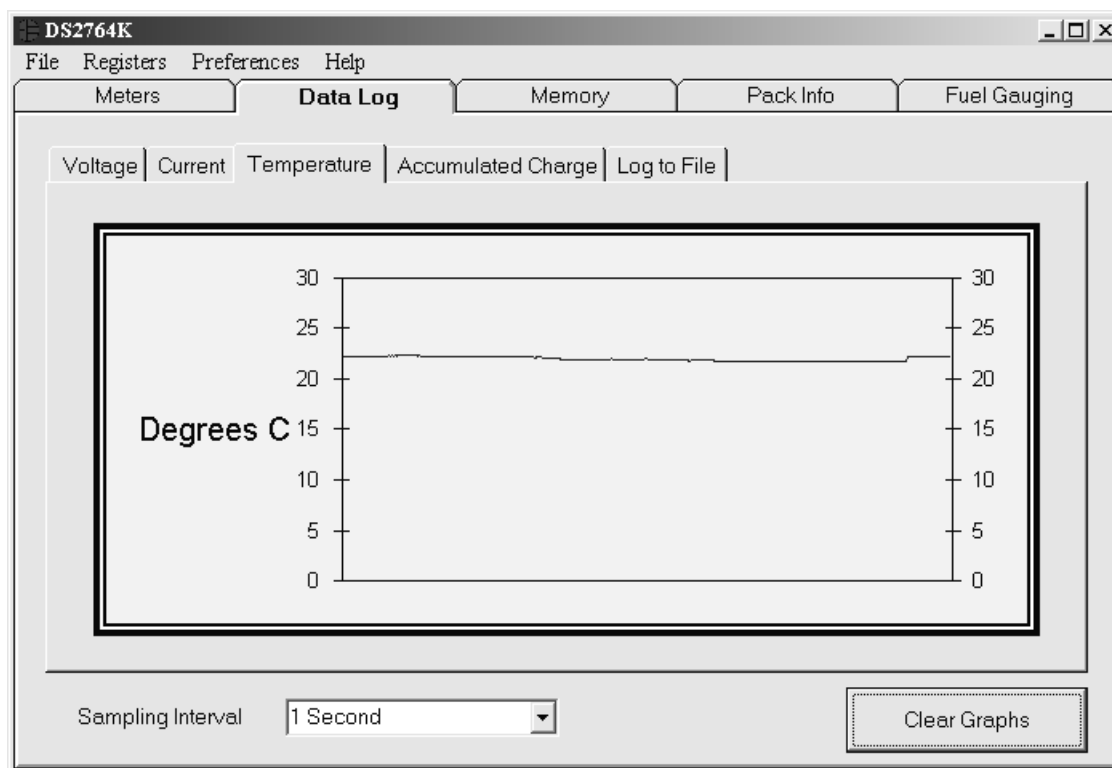 DS2764K
File Registers Preferences Help
Meters Data Log Memory Pack Info Fuel Gauging
Voltage Current Temperature Accumulated Charge Log to File
30 30
25 25
20 20
Degrees C 15 15
10 10
5 5
0 0
Sampling Interval 1 Second Clear Graphs